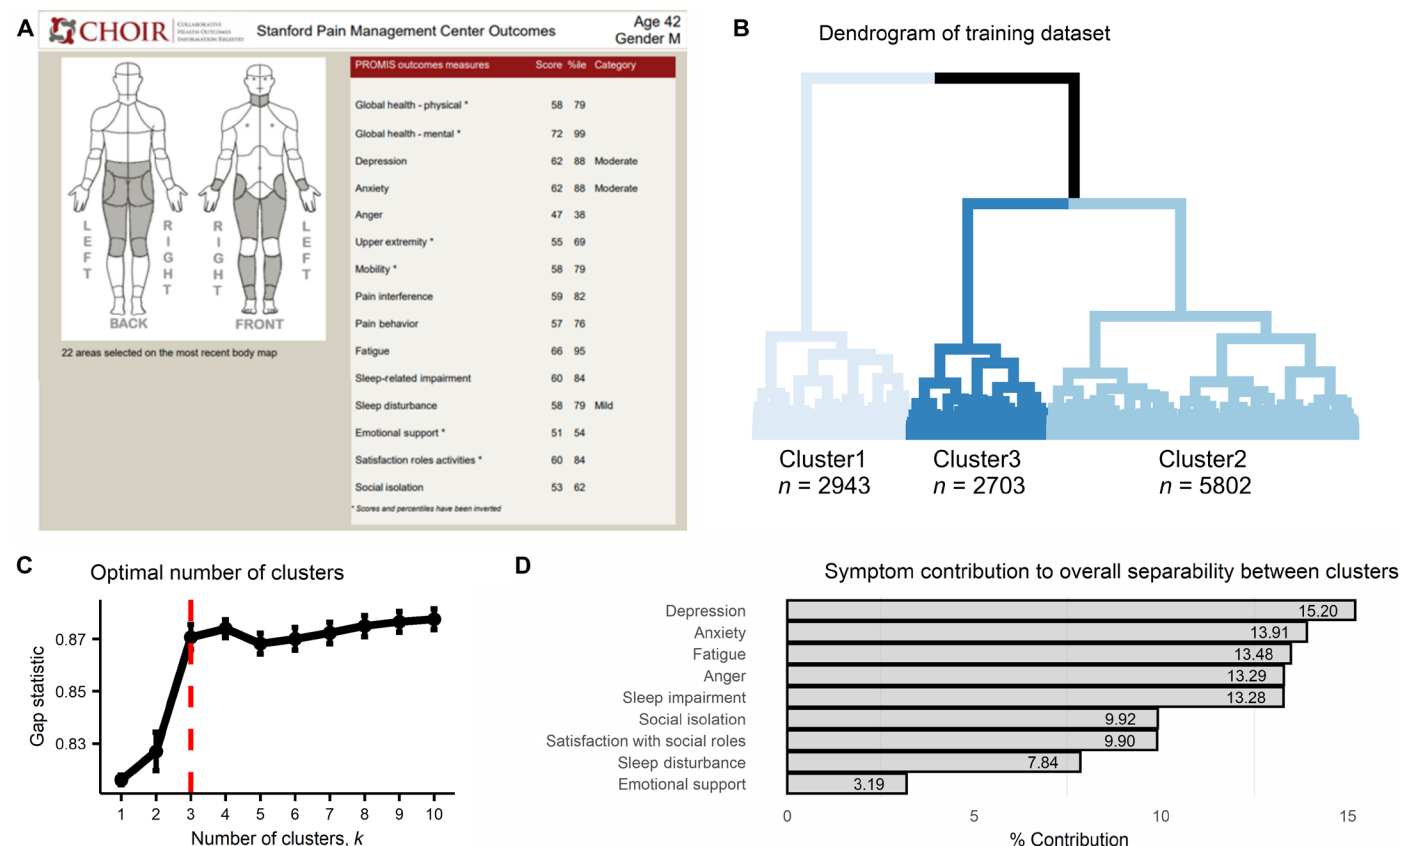 A
CHOIR
COLLABORATIVE
HEALTH OUTCOMES
INFORMATION REGISTRY
Stanford Pain Management Center Outcomes
Age 42
Gender M
LEFT
RIGHT
RIGHT
LEFT
BACK
FRONT
22 areas selected on the most recent body map
PROMIS outcomes measures Score %ile Category
Global health - physical * 58 79
Global health - mental * 72 99
Depression 62 88 Moderate
Anxiety 62 88 Moderate
Anger 47 38
Upper extremity * 55 69
Mobility * 58 79
Pain interference 59 82
Pain behavior 57 76
Fatigue 66 95
Sleep-related impairment 60 84
Sleep disturbance 58 79 Mild
Emotional support * 51 54
Satisfaction roles activities * 60 84
Social isolation 53 62
* Scores and percentiles have been inverted
B
Dendrogram of training dataset
Cluster1
n = 2943
Cluster3
n = 2703
Cluster2
n = 5802
C
Optimal number of clusters
Gap statistic
0.87
0.85
0.83
1 2 3 4 5 6 7 8 9 10
Number of clusters, k
D
Symptom contribution to overall separability between clusters
Depression 15.20
Anxiety 13.91
Fatigue 13.48
Anger 13.29
Sleep impairment 13.28
Social isolation 9.92
Satisfaction with social roles 9.90
Sleep disturbance 7.84
Emotional support 3.19
0 5 10 15
% Contribution